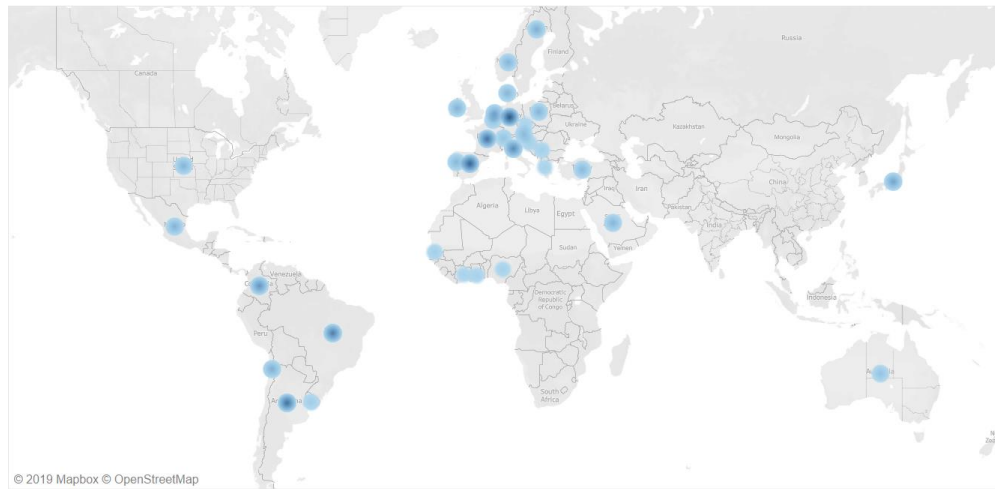 Russia
Canada
Finland
Belarus
Ukraine
Kazakhstan
Mongolia
China
Iraq
Iran
Pakistan
India
Algeria
Libya
Egypt
Sudan
Yemen
Venezuela
Democratic
Republic
of Congo
Indonesia
Peru
South
Africa
© 2019 Mapbox © OpenStreetMap